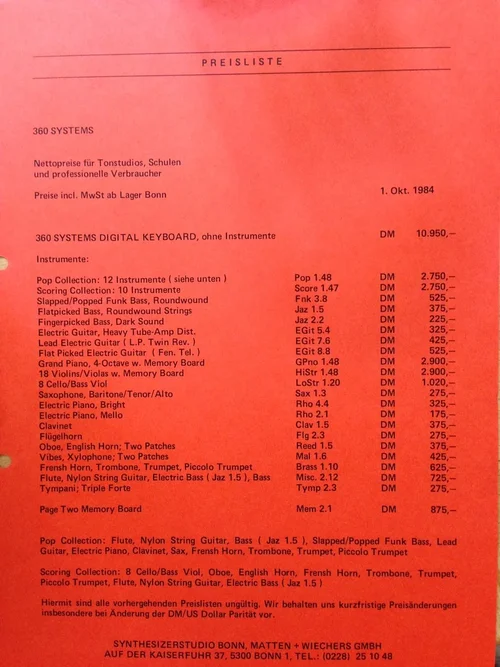 PREISLISTE
360 SYSTEMS
Nettopreise für Tonstudios, Schulen
und professionelle Verbraucher
Preise incl. MwSt ab Lager Bonn 1. Okt. 1984
360 SYSTEMS DIGITAL KEYBOARD, ohne Instrumente DM 10.950,—
Instrumente:
Pop Collection: 12 Instrumente ( siehe unten ) Pop 1.48 DM 2.750,—
Scoring Collection: 10 Instrumente Score 1.47 DM 2.750,—
Slapped/Popped Funk Bass, Roundwound Fnk 3.8 DM 525,—
Flatpicked Bass, Roundwound Strings Jaz 1.5 DM 375,—
Fingerpicked Bass, Dark Sound Jaz 2.2 DM 225,—
Electric Guitar, Heavy Tube-Amp Dist. EGit 5.4 DM 325,—
Lead Electric Guitar ( L.P. Twin Rev. ) EGit 7.6 DM 425,—
Flat Picked Electric Guitar ( Fen. Tel. ) EGit 8.8 DM 525,—
Grand Piano, 4-Octave w. Memory Board GPno 1.48 DM 2.900,—
18 Violins/Violas w. Memory Board HiStr 1.48 DM 2.900,—
8 Cello/Bass Viol LoStr 1.20 DM 1.020,—
Saxophone, Baritone/Tenor/Alto Sax 1.3 DM 275,—
Electric Piano, Bright Rho 4.4 DM 325,—
Electric Piano, Mello Rho 2.1 DM 175,—
Clavinet Clav 1.5 DM 375,—
Flügelhorn Flg 2.3 DM 275,—
Oboe, English Horn; Two Patches Reed 1.5 DM 375,—
Vibes, Xylophone; Two Patches Mal 1.6 DM 425,—
Frensh Horn, Trombone, Trumpet, Piccolo Trumpet Brass 1.10 DM 625,—
Flute, Nylon String Guitar, Electric Bass ( Jaz 1.5 ), Bass Misc. 2.12 DM 725,—
Tympani; Triple Forte Tymp 2.3 DM 275,—
Page Two Memory Board Mem 2.1 DM 875,—
Pop Collection: Flute, Nylon String Guitar, Bass ( Jaz 1.5 ), Slapped/Popped Funk Bass, Lead
Guitar, Electric Piano, Clavinet, Sax, Frensh Horn, Trombone, Trumpet, Piccolo Trumpet
Scoring Collection: 8 Cello/Bass Viol, Oboe, English Horn, Frensh Horn, Trombone, Trumpet,
Piccolo Trumpet, Flute, Nylon String Guitar, Electric Bass ( Jaz 1.5 )
Hiermit sind alle vorhergehenden Preislisten ungültig. Wir behalten uns kurzfristige Preisänderungen
insbesondere bei Änderung der DM/US Dollar Parität vor.
SYNTHESIZERSTUDIO BONN, MATTEN + WIECHERS GMBH
AUF DER KAISERFUHR 37, 5300 BONN 1, TEL.: (0228) 25 10 48